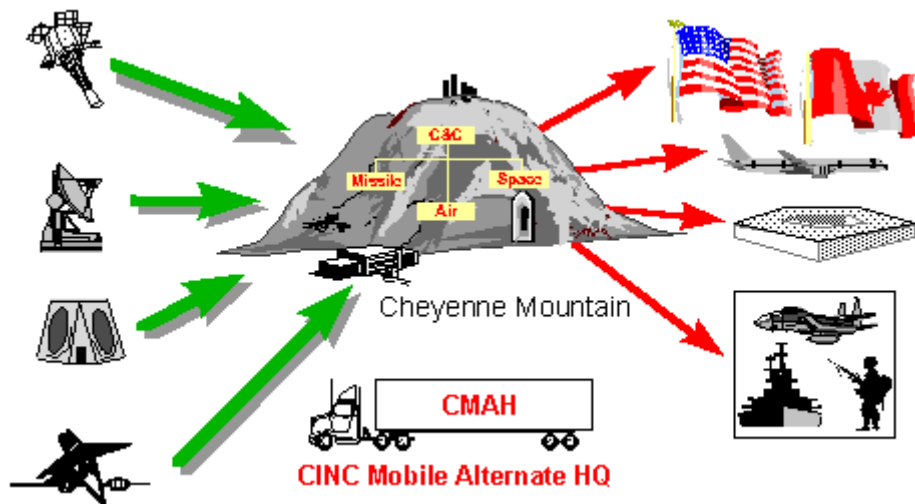 C&C
Missile
Space
Air
Cheyenne Mountain
CMAH
CINC Mobile Alternate HQ